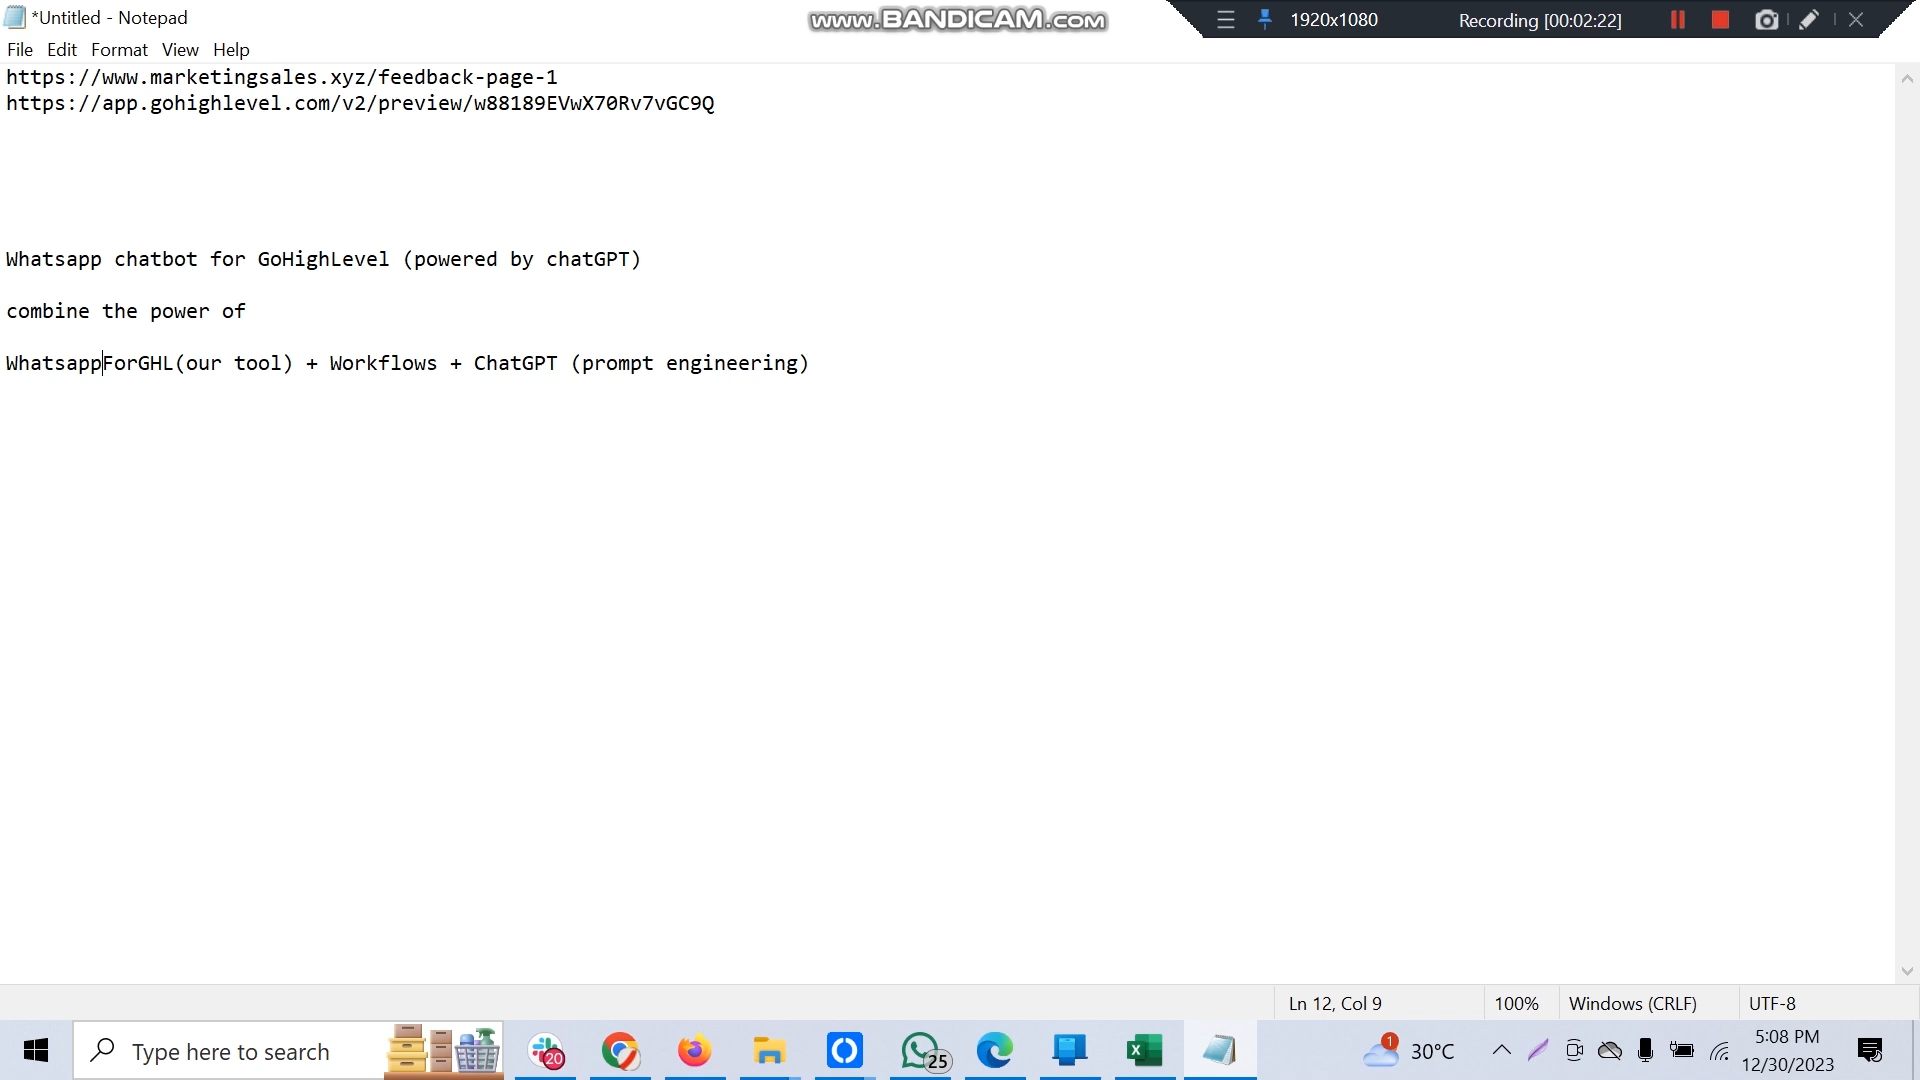 *Untitled - Notepad
www.BANDICAM.com
1920x1080
Recording [00:02:22]
File Edit Format View Help
https://www.marketingsales.xyz/feedback-page-1
https://app.gohighlevel.com/v2/preview/w88189EVwX70Rv7vGC9Q
Whatsapp chatbot for GoHighLevel (powered by chatGPT)
combine the power of
WhatsappForGHL(our tool) + Workflows + ChatGPT (prompt engineering)
Ln 12, Col 9
100%
Windows (CRLF)
UTF-8
Type here to search
20
25
1
30°C
5:08 PM
12/30/2023